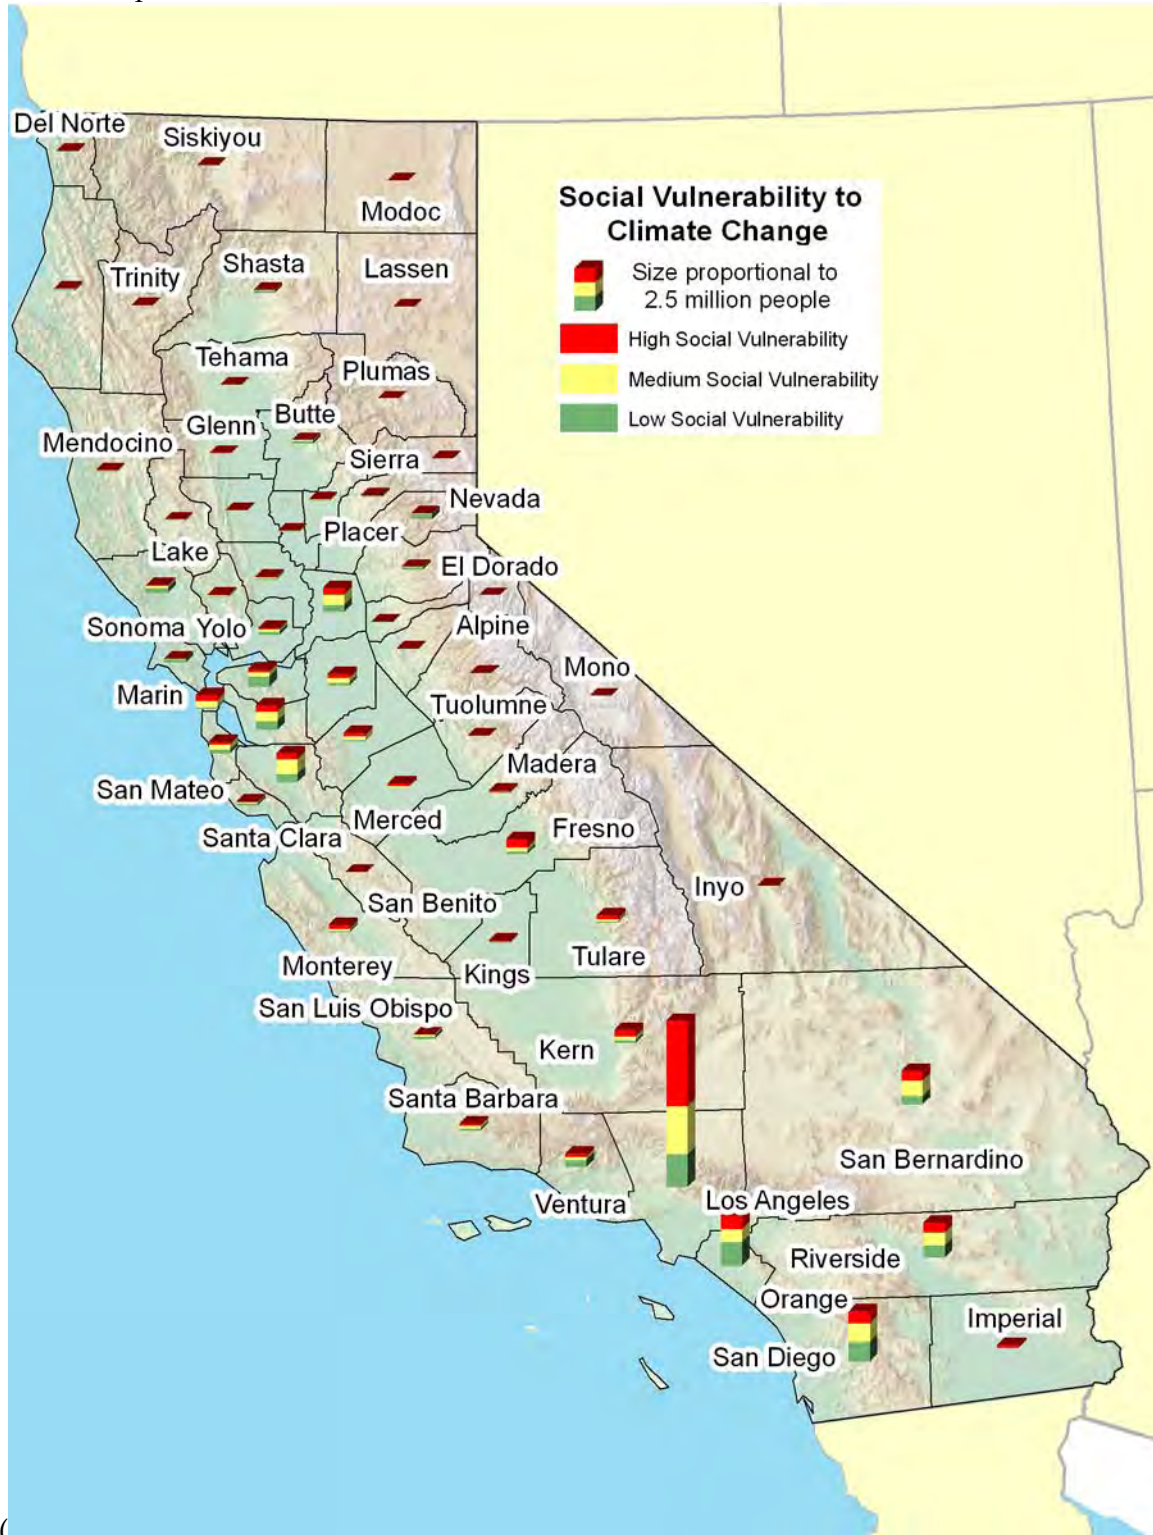 Del Norte
Siskiyou
Modoc
Social Vulnerability to
Climate Change
Size proportional to
2.5 million people
High Social Vulnerability
Medium Social Vulnerability
Low Social Vulnerability
Trinity
Shasta
Lassen
Tehama
Plumas
Glenn
Butte
Mendocino
Sierra
Nevada
Placer
Lake
El Dorado
Sonoma
Yolo
Alpine
Mono
Marin
Tuolumne
Madera
San Mateo
Merced
Fresno
Santa Clara
Inyo
San Benito
Tulare
Monterey
Kings
San Luis Obispo
Kern
Santa Barbara
San Bernardino
Ventura
Los Angeles
Riverside
Orange
Imperial
San Diego
(